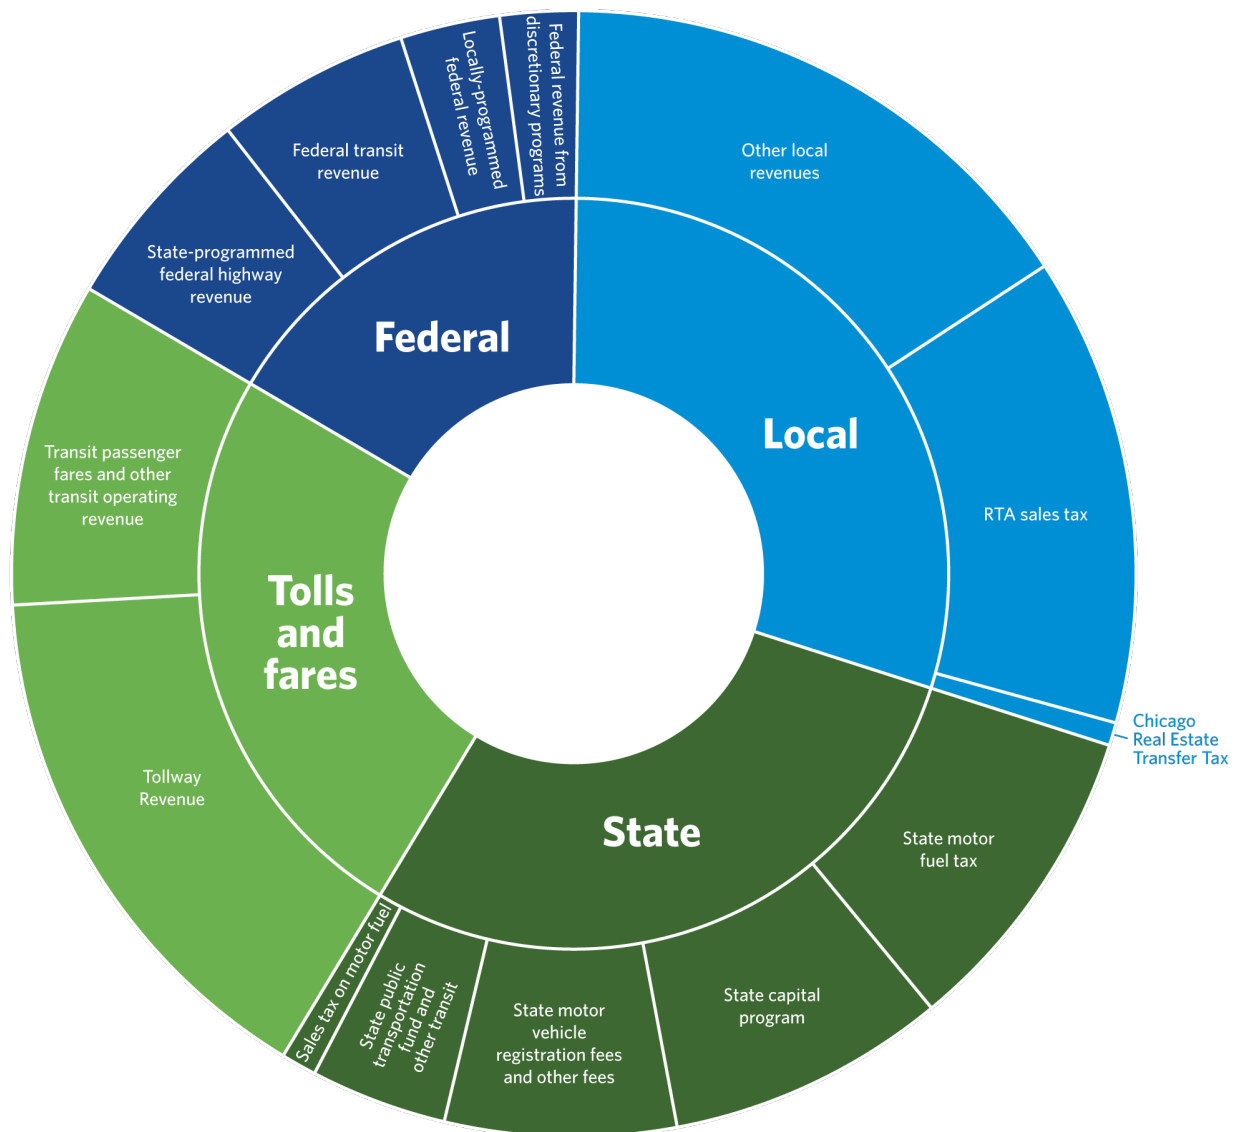 Federal revenue from
discretionary programs
Locally-programmed
federal revenue
Federal transit
revenue
State-programmed
federal highway
revenue
Federal
Other local
revenues
Local
RTA sales tax
Chicago
Real Estate
Transfer Tax
Transit passenger
fares and other
transit operating
revenue
Tolls
and
fares
Tollway
Revenue
State
State motor
fuel tax
State capital
program
State motor
vehicle
registration fees
and other fees
State public
transportation
fund and
other transit
Sales tax on motor fuel